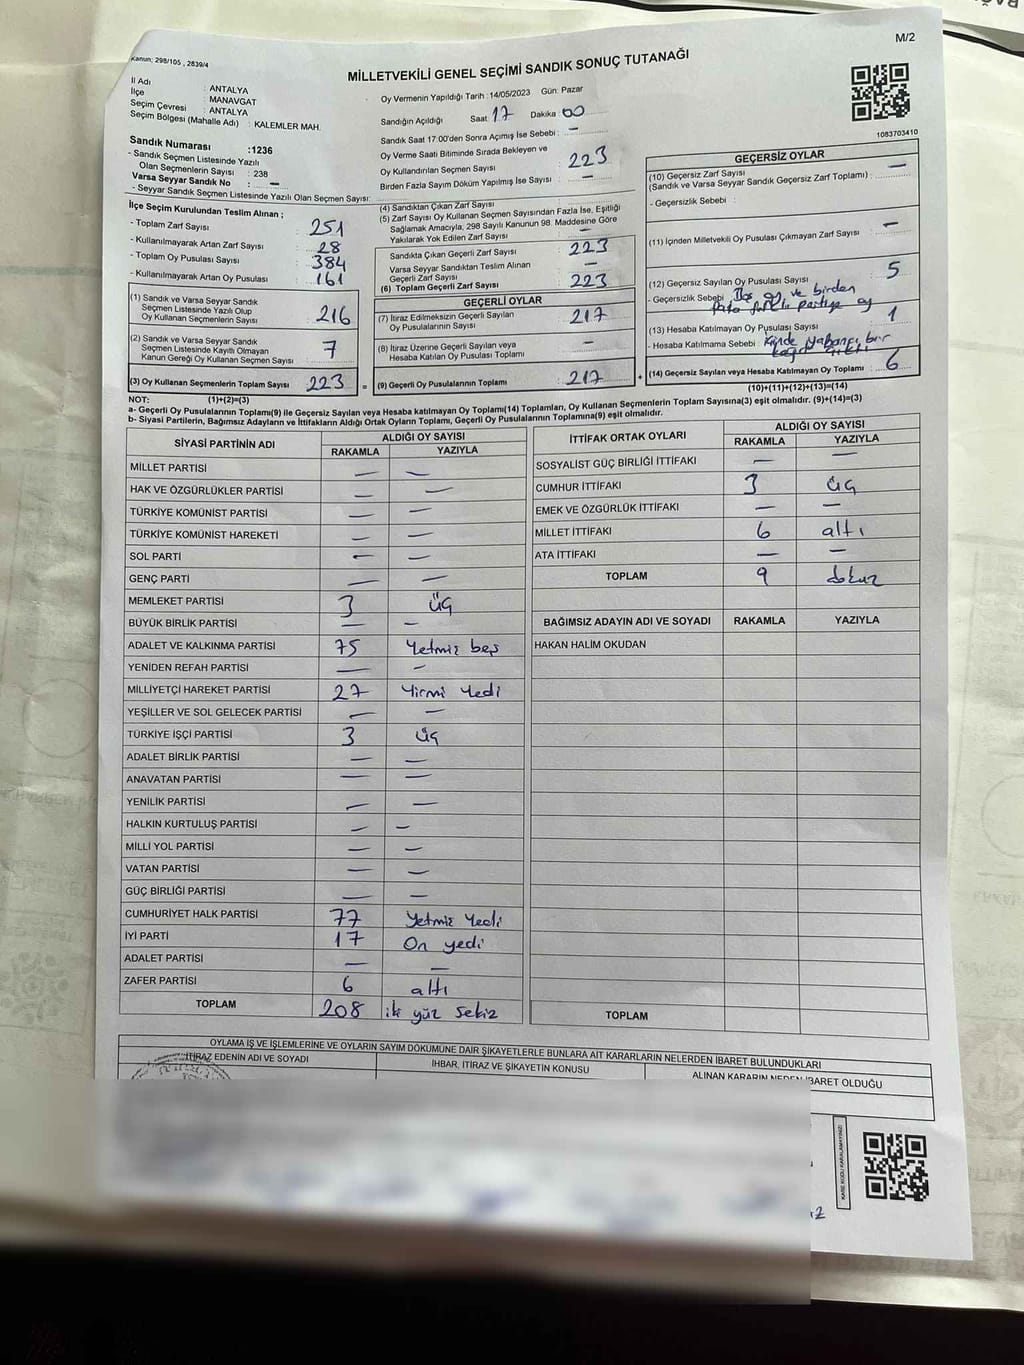 M/2
Kanun: 298/105 , 2839/4
MİLLETVEKİLİ GENEL SEÇİMİ SANDIK SONUÇ TUTANAĞI
1083703410
İl Adı : ANTALYA
İlçe : MANAVGAT
Seçim Çevresi : ANTALYA
Seçim Bölgesi (Mahalle Adı) : KALEMLER MAH.
Sandık Numarası :1236
- Sandık Seçmen Listesinde Yazılı
Olan Seçmenlerin Sayısı : 238
Varsa Seyyar Sandık No : —
- Seyyar Sandık Seçmen Listesinde Yazılı Olan Seçmen Sayısı:
Oy Vermenin Yapıldığı Tarih :14/05/2023 Gün: Pazar
Sandığın Açıldığı Saat: 17 Dakika: 00
Sandık Saat 17:00'den Sonra Açımış İse Sebebi : —
Oy Verme Saati Bitiminde Sırada Bekleyen ve
Oy Kullandırılan Seçmen Sayısı : 223
Birden Fazla Sayım Döküm Yapılmış İse Sayısı : —
İlçe Seçim Kurulundan Teslim Alınan ;
- Toplam Zarf Sayısı : 251
- Kullanılmayarak Artan Zarf Sayısı : 28
- Toplam Oy Pusulası Sayısı : 384
- Kullanılmayarak Artan Oy Pusulası : 161
(1) Sandık ve Varsa Seyyar Sandık
Seçmen Listesinde Yazılı Olup
Oy Kullanan Seçmenlerin Sayısı : 216
(2) Sandık ve Varsa Seyyar Sandık
Seçmen Listesinde Kayıtlı Olmayan
Kanun Gereği Oy Kullanan Seçmen Sayısı : 7
(3) Oy Kullanan Seçmenlerin Toplam Sayısı 223 =
(4) Sandıktan Çıkan Zarf Sayısı
(5) Zarf Sayısı Oy Kullanan Seçmen Sayısından Fazla İse, Eşitliği
Sağlamak Amacıyla, 298 Sayılı Kanunun 98. Maddesine Göre
Yakılarak Yok Edilen Zarf Sayısı : —
Sandıkta Çıkan Geçerli Zarf Sayısı : 223
Varsa Seyyar Sandıktan Teslim Alınan
Geçerli Zarf Sayısı : —
(6) Toplam Geçerli Zarf Sayısı : 223
GEÇERLİ OYLAR
(7) İtiraz Edilmeksizin Geçerli Sayılan
Oy Pusulalarının Sayısı : 217
(8) İtiraz Üzerine Geçerli Sayılan veya
Hesaba Katılan Oy Pusulası Toplamı : —
(9) Geçerli Oy Pusulalarının Toplamı : 217 +
GEÇERSİZ OYLAR
(10) Geçersiz Zarf Sayısı
(Sandık ve Varsa Seyyar Sandık Geçersiz Zarf Toplamı) : —
- Geçersizlik Sebebi :
(11) İçinden Milletvekili Oy Pusulası Çıkmayan Zarf Sayısı : —
(12) Geçersiz Sayılan Oy Pusulası Sayısı : 5
- Geçersizlik Sebebi Boş oy ve birden
partiye oy
(13) Hesaba Katılmayan Oy Pusulası Sayısı : 1
- Hesaba Katılmama Sebebi : içinde yabancı bir
kağıt
(14) Geçersiz Sayılan veya Hesaba Katılmayan Oy Toplamı : 6
(1)+(2)=(3)
(10)+(11)+(12)+(13)=(14)
NOT:
a- Geçerli Oy Pusulaları Toplamı(9) ile Geçersiz Sayılan veya Hesaba katılmayan Oy Toplamı(14) Toplamları, Oy Kullanan Seçmenlerin Toplam Sayısına(3) eşit olmalıdır. (9)+(14)=(3)
b- Siyasi Partilerin, Bağımsız Adayların ve İttifakların Aldığı Ortak Oyların Toplamı, Geçerli Oy Pusulalarının Toplamına(9) eşit olmalıdır.
SİYASİ PARTİNİN ADI ALDIĞI OY SAYISI
RAKAMLA YAZIYLA
MİLLET PARTİSİ — —
HAK VE ÖZGÜRLÜKLER PARTİSİ — —
TÜRKİYE KOMÜNİST PARTİSİ — —
TÜRKİYE KOMÜNİST HAREKETİ — —
SOL PARTİ — —
GENÇ PARTİ — —
MEMLEKET PARTİSİ 3 üç
BÜYÜK BİRLİK PARTİSİ — —
ADALET VE KALKINMA PARTİSİ 75 Yetmiş beş
YENİDEN REFAH PARTİSİ — —
MİLLİYETÇİ HAREKET PARTİSİ 27 Yirmi Yedi
YEŞİLLER VE SOL GELECEK PARTİSİ — —
TÜRKİYE İŞÇİ PARTİSİ 3 üç
ADALET BİRLİK PARTİSİ — —
ANAVATAN PARTİSİ — —
YENİLİK PARTİSİ — —
HALKIN KURTULUŞ PARTİSİ — —
MİLLİ YOL PARTİSİ — —
VATAN PARTİSİ — —
GÜÇ BİRLİĞİ PARTİSİ — —
CUMHURİYET HALK PARTİSİ 77 Yetmiş Yedi
İYİ PARTİ 17 On yedi
ADALET PARTİSİ — —
ZAFER PARTİSİ 6 altı
TOPLAM 208 iki yüz Sekiz
İTTİFAK ORTAK OYLARI ALDIĞI OY SAYISI
RAKAMLA YAZIYLA
SOSYALİST GÜÇ BİRLİĞİ İTTİFAKI — —
CUMHUR İTTİFAKI 3 üç
EMEK VE ÖZGÜRLÜK İTTİFAKI — —
MİLLET İTTİFAKI 6 altı
ATA İTTİFAKI — —
TOPLAM 9 dokuz
BAĞIMSIZ ADAYIN ADI VE SOYADI RAKAMLA YAZIYLA
HAKAN HALİM OKUDAN
TOPLAM
OYLAMA İŞ VE İŞLEMLERİNE VE OYLARIN SAYIM DÖKÜMÜNE DAİR ŞİKAYETLERLE BUNLARA AİT KARARLARIN NELERDEN İBARET BULUNDUKLARI
İTİRAZ EDENİN ADI VE SOYADI İHBAR, İTİRAZ VE ŞİKAYETİN KONUSU ALINAN KARARIN NEDEN İBARET OLDUĞU